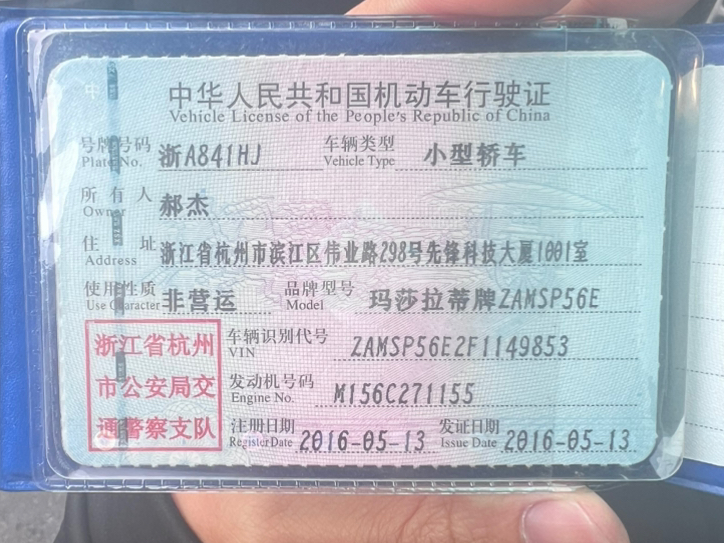 中华人民共和国机动车行驶证
Vehicle License of the People's Republic of China
号牌号码 浙A841HJ 车辆类型 小型轿车
Plate No. Vehicle Type
所有人 郝杰
Owner
住址 浙江省杭州市滨江区伟业路298号先锋科技大厦1001室
Address
使用性质 非营运 品牌型号 玛莎拉蒂牌ZAMSP56E
Use Character Model
浙江省杭州
市公安局交
通警察支队
车辆识别代号 ZAMSP56E2F1149853
VIN
发动机号码 M156C271155
Engine No.
注册日期 2016-05-13 发证日期 2016-05-13
Register Date Issue Date